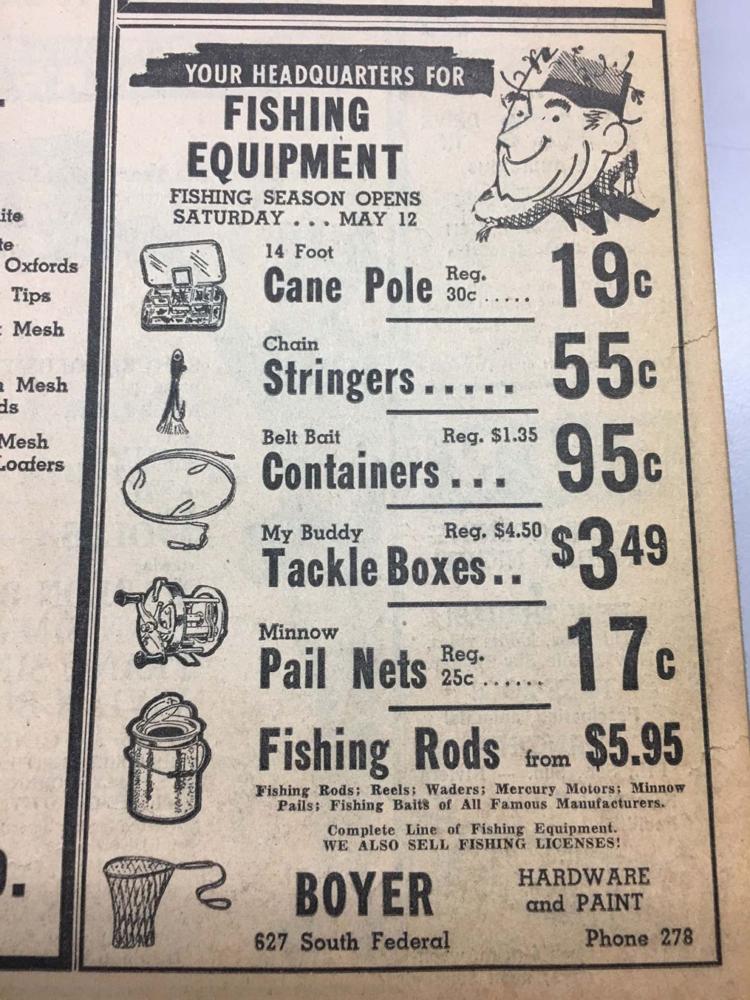 YOUR HEADQUARTERS FOR
FISHING
EQUIPMENT
FISHING SEASON OPENS
SATURDAY . . . MAY 12
14 Foot
Cane Pole Reg. 30c ..... 19c
Chain
Stringers ..... 55c
Belt Bait Reg. $1.35
Containers ... 95c
My Buddy Reg. $4.50
Tackle Boxes .. $3.49
Minnow
Pail Nets Reg. 25c ...... 17c
Fishing Rods from $5.95
Fishing Rods; Reels; Waders; Mercury Motors; Minnow
Pails; Fishing Baits of All Famous Manufacturers.
Complete Line of Fishing Equipment.
WE ALSO SELL FISHING LICENSES!
BOYER HARDWARE and PAINT
627 South Federal Phone 278
Oxfords
Tips
Mesh
Mesh
Mesh
Loafers